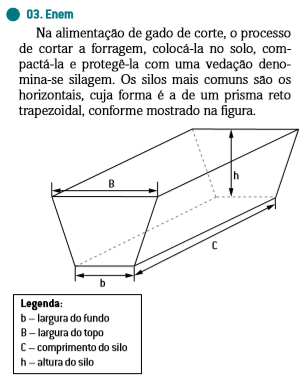 03. Enem
Na alimentação de gado de corte, o processo
de cortar a forragem, colocá-la no solo, com-
pactá-la e protegê-la com uma vedação deno-
mina-se silagem. Os silos mais comuns são os
horizontais, cuja forma é a de um prisma reto
trapezoidal, conforme mostrado na figura.
B
h
C
b
Legenda:
b – largura do fundo
B – largura do topo
C – comprimento do silo
h – altura do silo